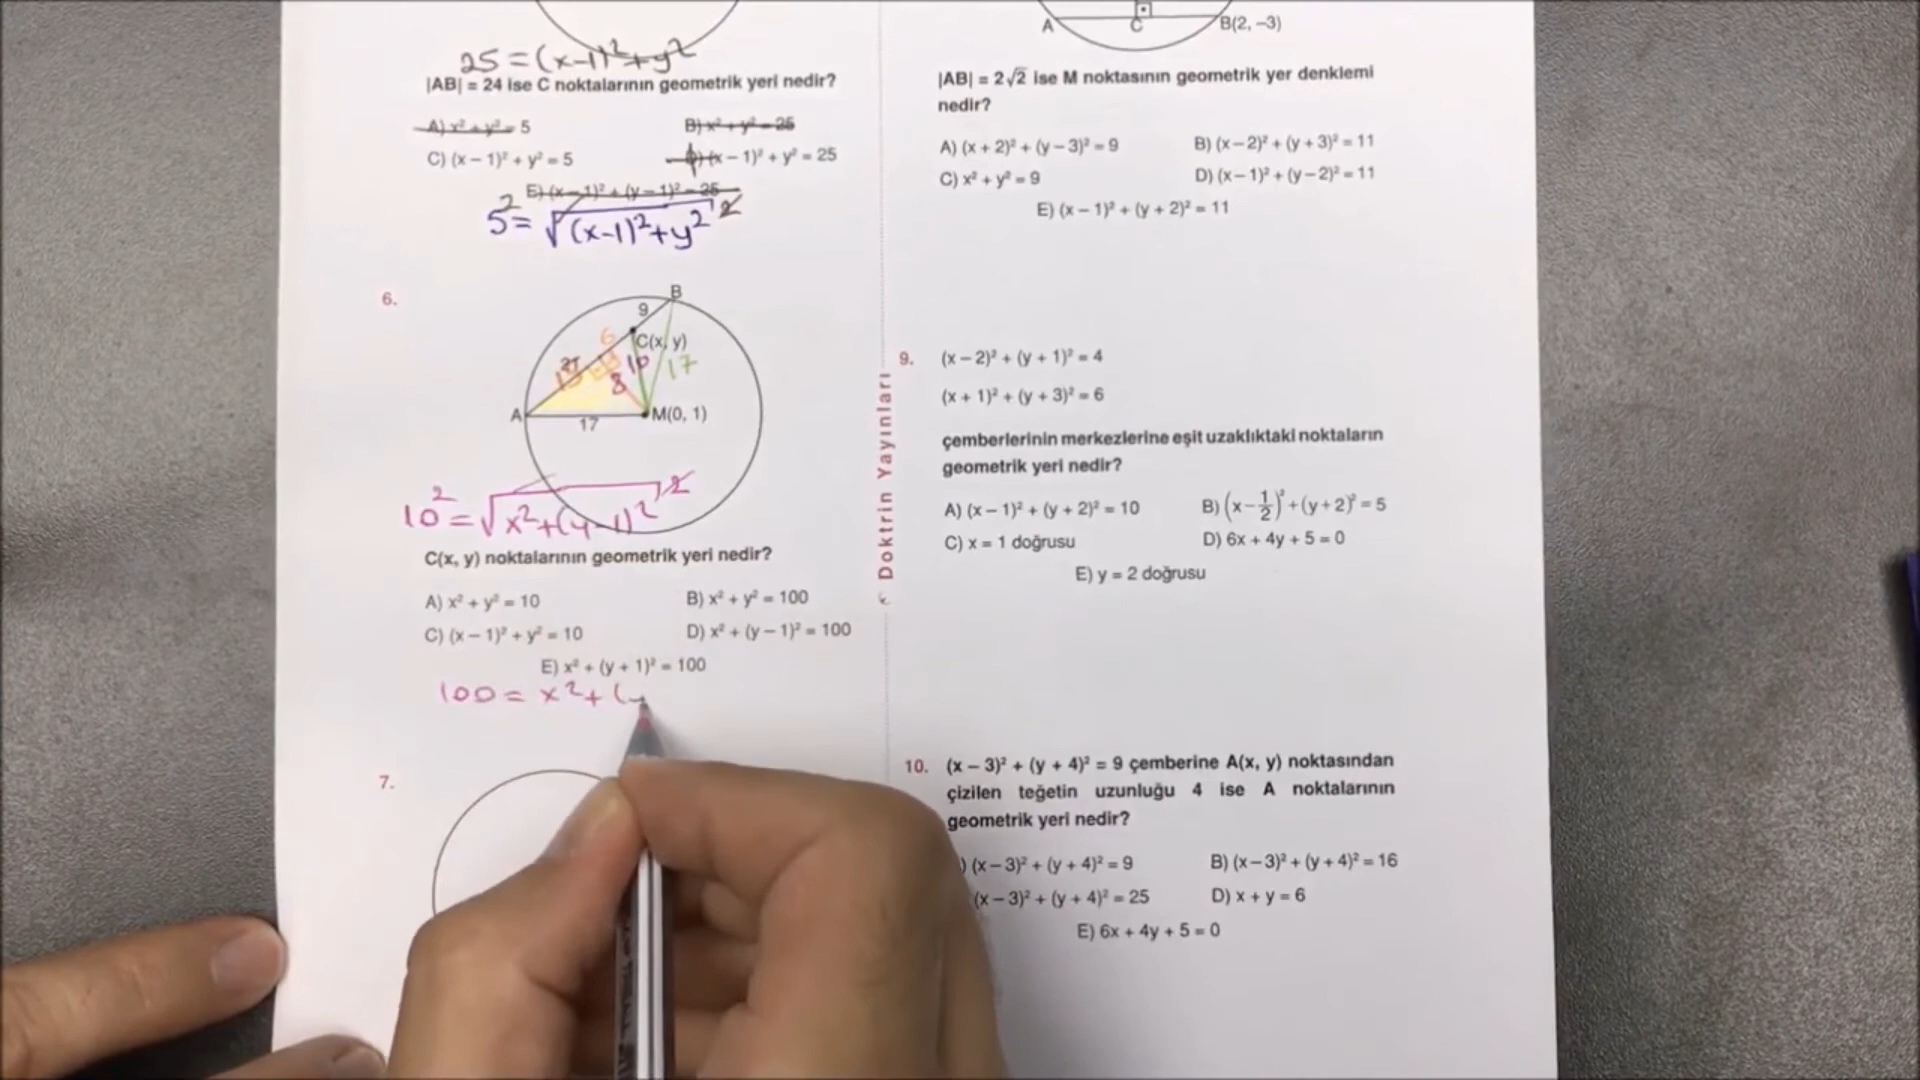 25 = (x-1)² + y²
|AB| = 24 ise C noktalarının geometrik yeri nedir?
A) x² + y² = 5
B) x² + y² = 25
C) (x – 1)² + y² = 5
D) (x – 1)² + y² = 25
E) (x – 1)² + (y – 1)² = 25
5² = √(x-1)² + y² ²
6.
B
9
6
C(x, y)
10
17
8
A
17
M(0, 1)
10² = √x² + (y-1)² ²
C(x, y) noktalarının geometrik yeri nedir?
A) x² + y² = 10
B) x² + y² = 100
C) (x – 1)² + y² = 10
D) x² + (y – 1)² = 100
E) x² + (y + 1)² = 100
100 = x² + (y
7.
Doktrin Yayınları
A
C
B(2, –3)
|AB| = 2√2 ise M noktasının geometrik yer denklemi
nedir?
A) (x + 2)² + (y – 3)² = 9
B) (x – 2)² + (y + 3)² = 11
C) x² + y² = 9
D) (x – 1)² + (y – 2)² = 11
E) (x – 1)² + (y + 2)² = 11
9. (x – 2)² + (y + 1)² = 4
(x + 1)² + (y + 3)² = 6
çemberlerinin merkezlerine eşit uzaklıktaki noktaların
geometrik yeri nedir?
A) (x – 1)² + (y + 2)² = 10
B) (x – 1/2)² + (y + 2)² = 5
C) x = 1 doğrusu
D) 6x + 4y + 5 = 0
E) y = 2 doğrusu
10. (x – 3)² + (y + 4)² = 9 çemberine A(x, y) noktasından
çizilen teğetin uzunluğu 4 ise A noktalarının
geometrik yeri nedir?
) (x – 3)² + (y + 4)² = 9
B) (x – 3)² + (y + 4)² = 16
(x – 3)² + (y + 4)² = 25
D) x + y = 6
E) 6x + 4y + 5 = 0